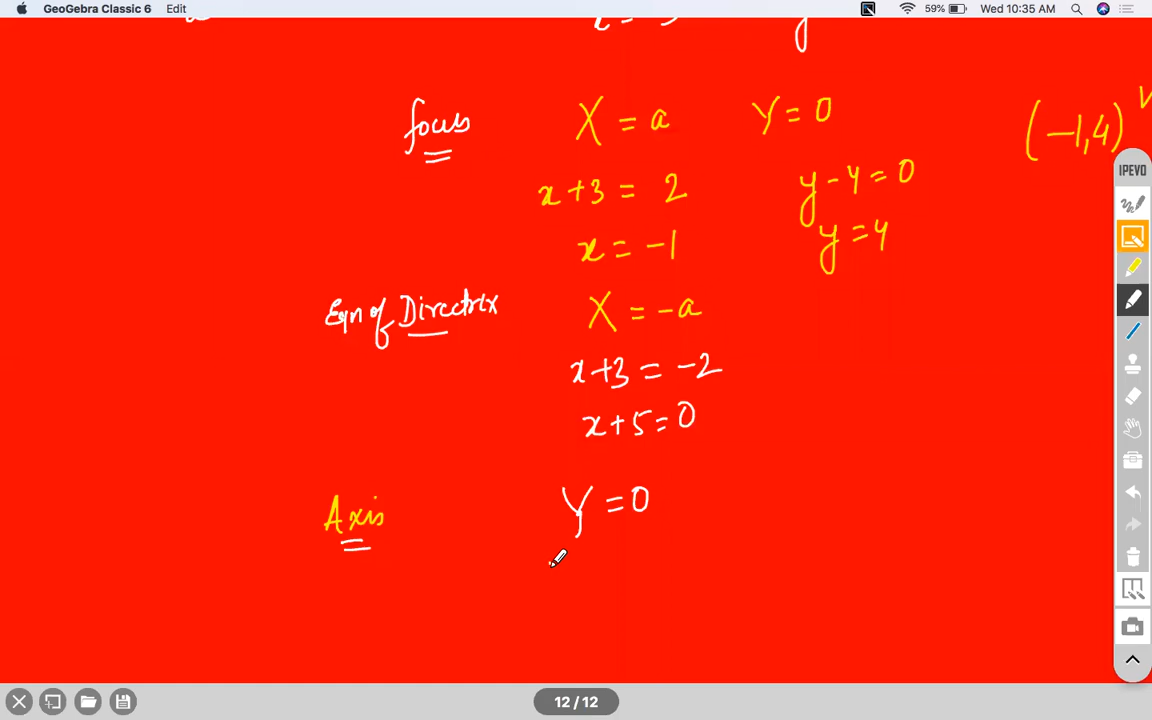 GeoGebra Classic 6 Edit 59% Wed 10:35 AM
focus X = a Y = 0 (-1,4)
IPEVO
x+3 = 2 y-4=0
x = -1 y=4
Eqn of Directrix X = -a
x+3 = -2
x+5=0
Axis Y=0
12/12